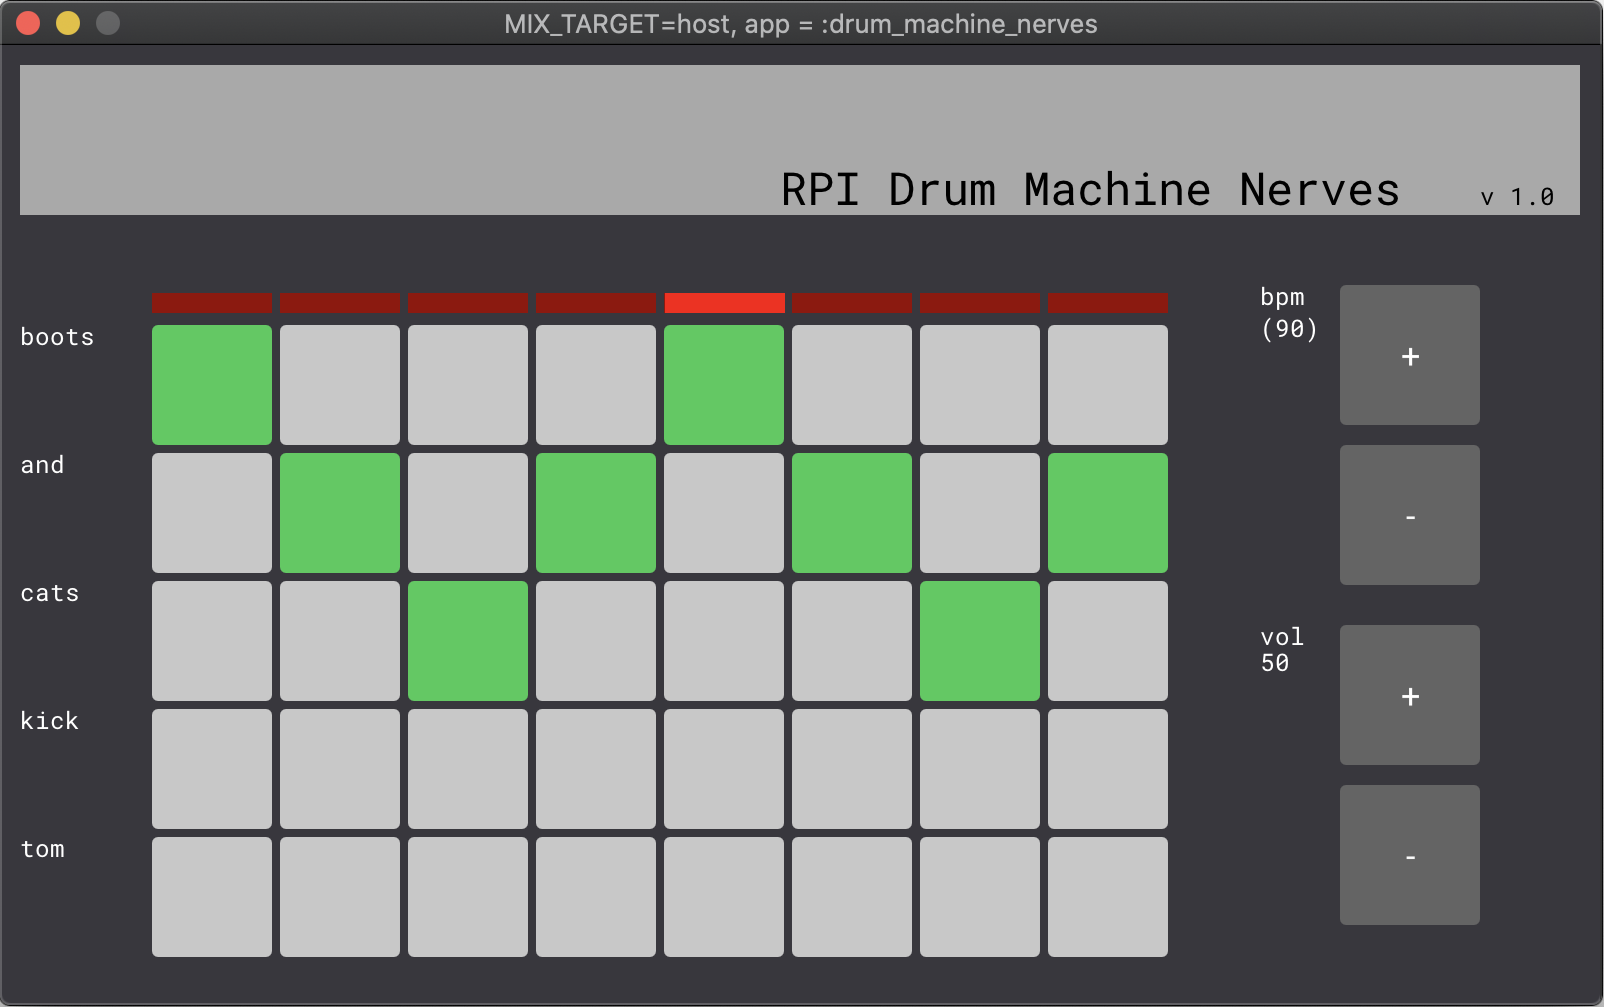 MIX_TARGET=host, app = :drum_machine_nerves
RPI Drum Machine Nerves v 1.0
boots
and
cats
kick
tom
bpm
(90)
+
-
vol
50
+
-